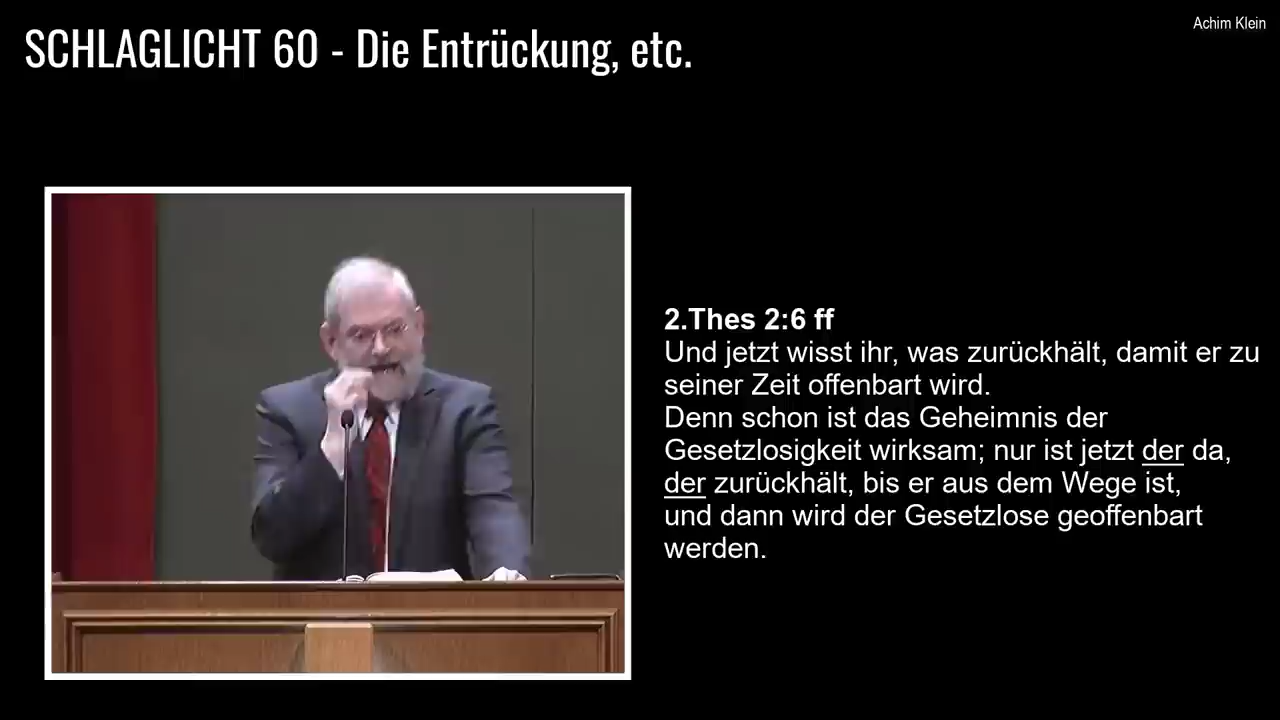 SCHLAGLICHT 60 - Die Entrückung, etc.
Achim Klein
2.Thes 2:6 ff
Und jetzt wisst ihr, was zurückhält, damit er zu
seiner Zeit offenbart wird.
Denn schon ist das Geheimnis der
Gesetzlosigkeit wirksam; nur ist jetzt der da,
der zurückhält, bis er aus dem Wege ist,
und dann wird der Gesetzlose geoffenbart
werden.